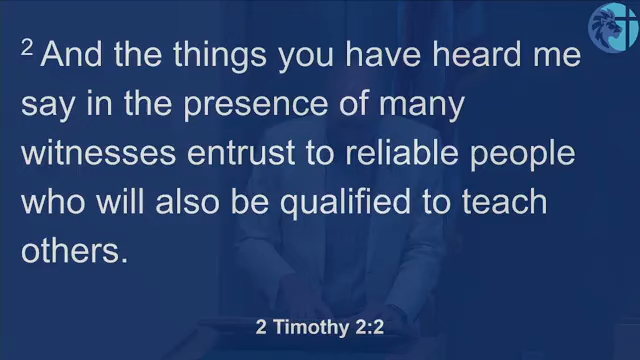 2 And the things you have heard me
say in the presence of many
witnesses entrust to reliable people
who will also be qualified to teach
others.
2 Timothy 2:2